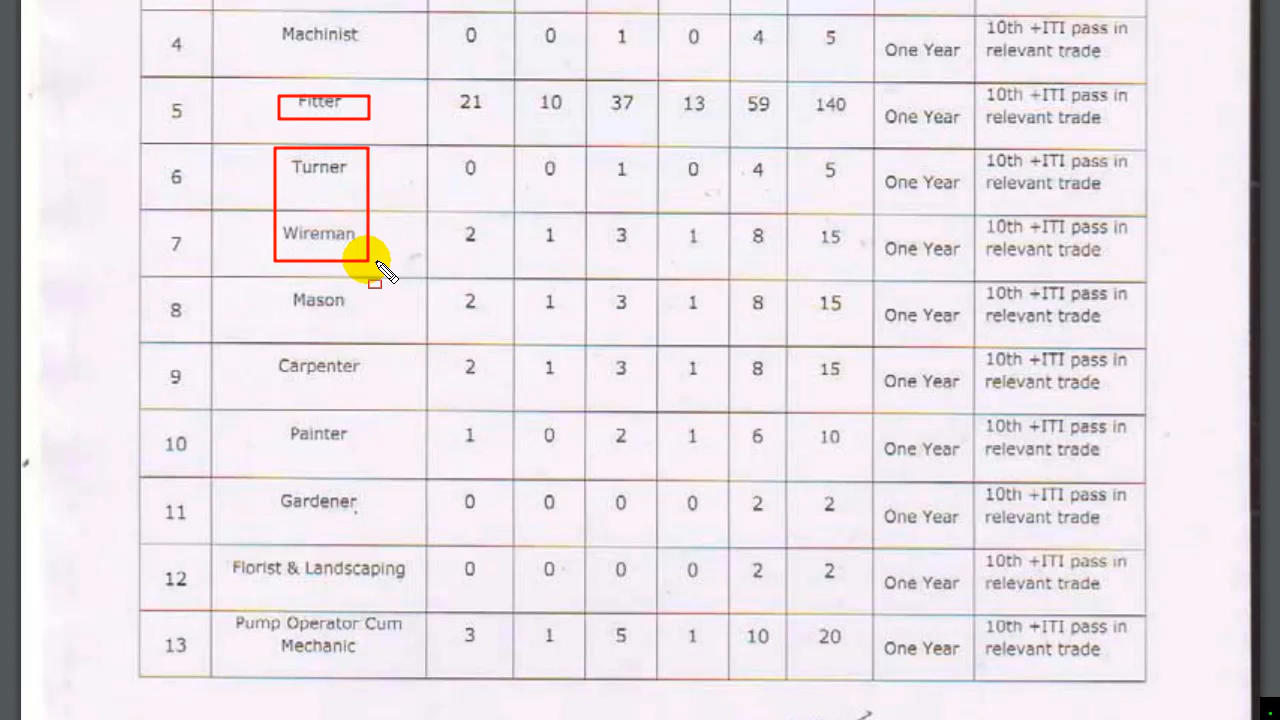 4 Machinist 0 0 1 0 4 5 One Year 10th +ITI pass in
relevant trade
5 Fitter 21 10 37 13 59 140 One Year 10th +ITI pass in
relevant trade
6 Turner 0 0 1 0 4 5 One Year 10th +ITI pass in
relevant trade
7 Wireman 2 1 3 1 8 15 One Year 10th +ITI pass in
relevant trade
8 Mason 2 1 3 1 8 15 One Year 10th +ITI pass in
relevant trade
9 Carpenter 2 1 3 1 8 15 One Year 10th +ITI pass in
relevant trade
10 Painter 1 0 2 1 6 10 One Year 10th +ITI pass in
relevant trade
11 Gardener 0 0 0 0 2 2 One Year 10th +ITI pass in
relevant trade
12 Florist & Landscaping 0 0 0 0 2 2 One Year 10th +ITI pass in
relevant trade
13 Pump Operator Cum
Mechanic 3 1 5 1 10 20 One Year 10th +ITI pass in
relevant trade